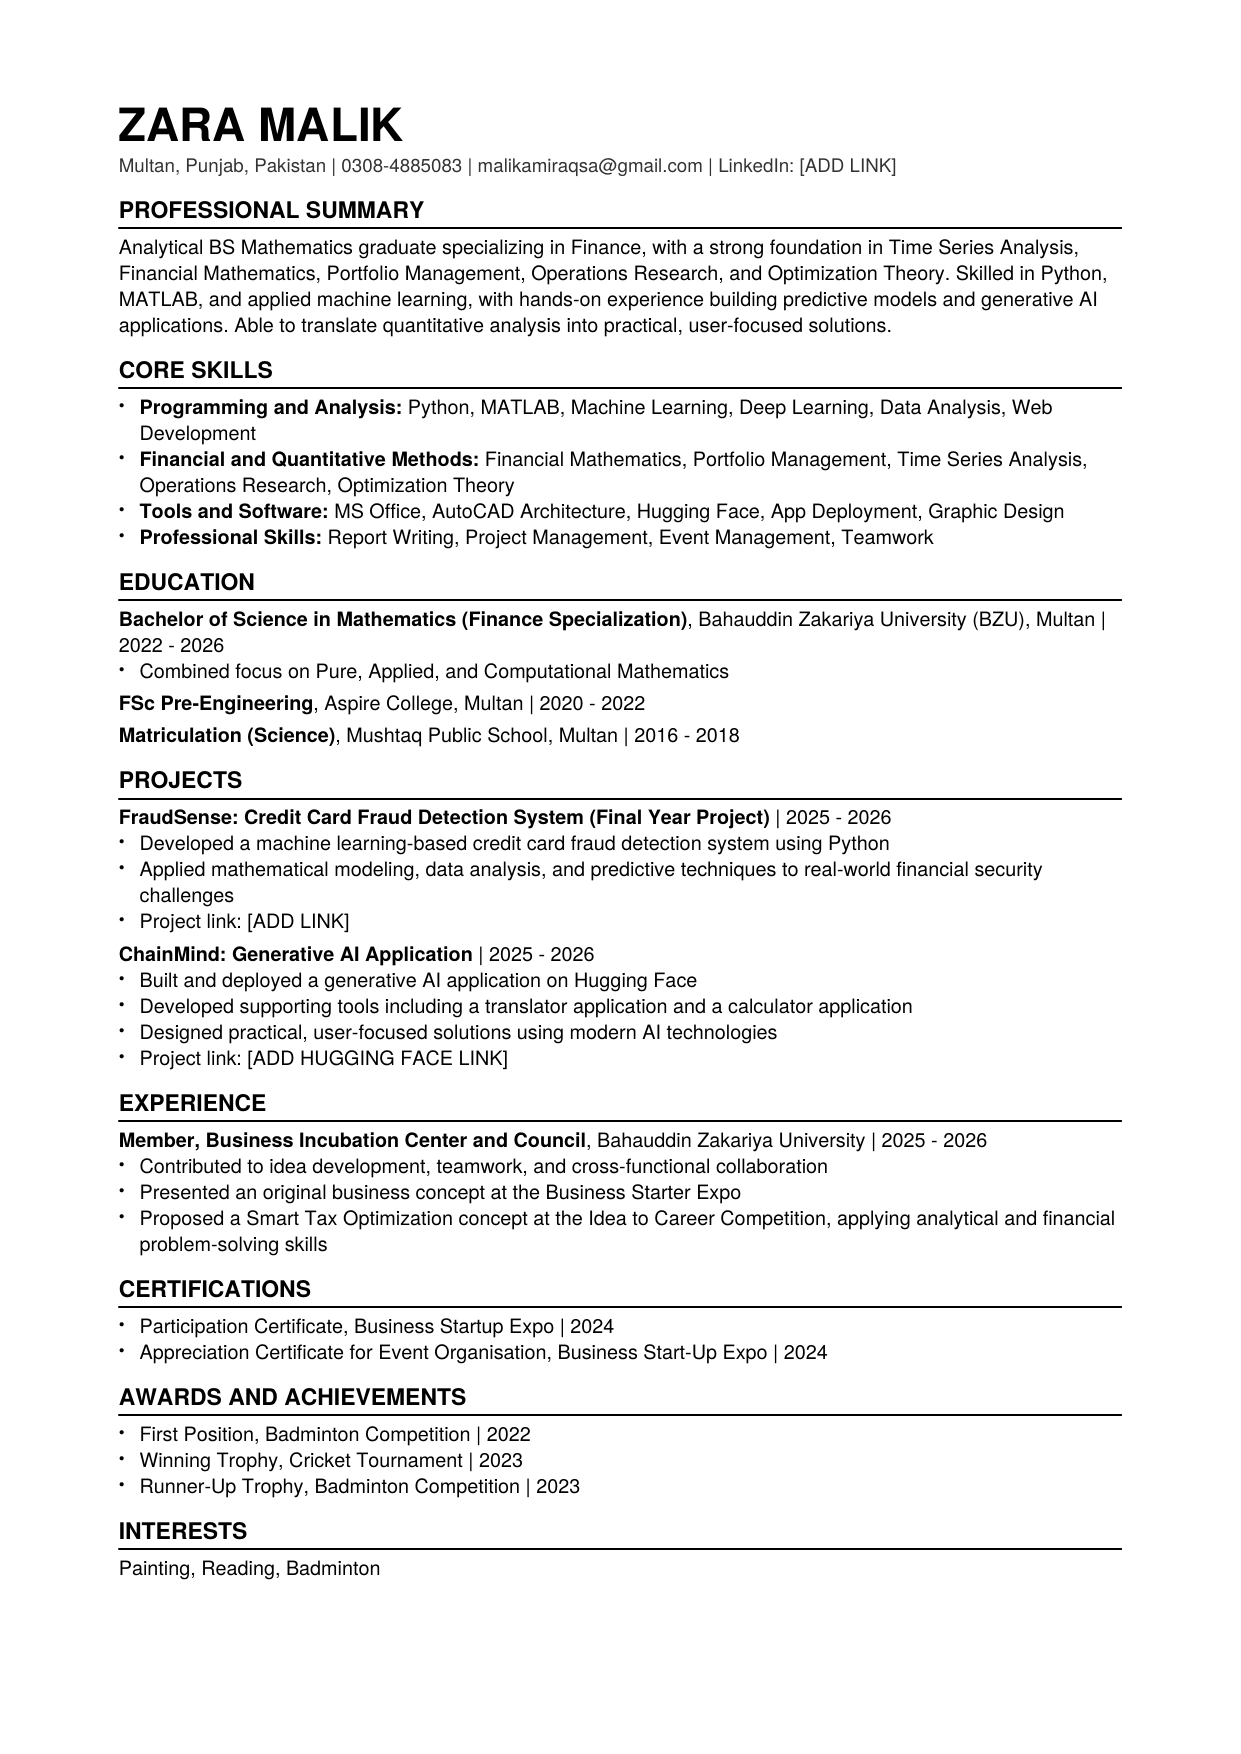 ZARA MALIK
Multan, Punjab, Pakistan | 0308-4885083 | malikamiraqsa@gmail.com | LinkedIn: [ADD LINK]
PROFESSIONAL SUMMARY
Analytical BS Mathematics graduate specializing in Finance, with a strong foundation in Time Series Analysis,
Financial Mathematics, Portfolio Management, Operations Research, and Optimization Theory. Skilled in Python,
MATLAB, and applied machine learning, with hands-on experience building predictive models and generative AI
applications. Able to translate quantitative analysis into practical, user-focused solutions.
CORE SKILLS
• Programming and Analysis: Python, MATLAB, Machine Learning, Deep Learning, Data Analysis, Web
Development
• Financial and Quantitative Methods: Financial Mathematics, Portfolio Management, Time Series Analysis,
Operations Research, Optimization Theory
• Tools and Software: MS Office, AutoCAD Architecture, Hugging Face, App Deployment, Graphic Design
• Professional Skills: Report Writing, Project Management, Event Management, Teamwork
EDUCATION
Bachelor of Science in Mathematics (Finance Specialization), Bahauddin Zakariya University (BZU), Multan |
2022 - 2026
• Combined focus on Pure, Applied, and Computational Mathematics
FSc Pre-Engineering, Aspire College, Multan | 2020 - 2022
Matriculation (Science), Mushtaq Public School, Multan | 2016 - 2018
PROJECTS
FraudSense: Credit Card Fraud Detection System (Final Year Project) | 2025 - 2026
• Developed a machine learning-based credit card fraud detection system using Python
• Applied mathematical modeling, data analysis, and predictive techniques to real-world financial security
challenges
• Project link: [ADD LINK]
ChainMind: Generative AI Application | 2025 - 2026
• Built and deployed a generative AI application on Hugging Face
• Developed supporting tools including a translator application and a calculator application
• Designed practical, user-focused solutions using modern AI technologies
• Project link: [ADD HUGGING FACE LINK]
EXPERIENCE
Member, Business Incubation Center and Council, Bahauddin Zakariya University | 2025 - 2026
• Contributed to idea development, teamwork, and cross-functional collaboration
• Presented an original business concept at the Business Starter Expo
• Proposed a Smart Tax Optimization concept at the Idea to Career Competition, applying analytical and financial
problem-solving skills
CERTIFICATIONS
• Participation Certificate, Business Startup Expo | 2024
• Appreciation Certificate for Event Organisation, Business Start-Up Expo | 2024
AWARDS AND ACHIEVEMENTS
• First Position, Badminton Competition | 2022
• Winning Trophy, Cricket Tournament | 2023
• Runner-Up Trophy, Badminton Competition | 2023
INTERESTS
Painting, Reading, Badminton